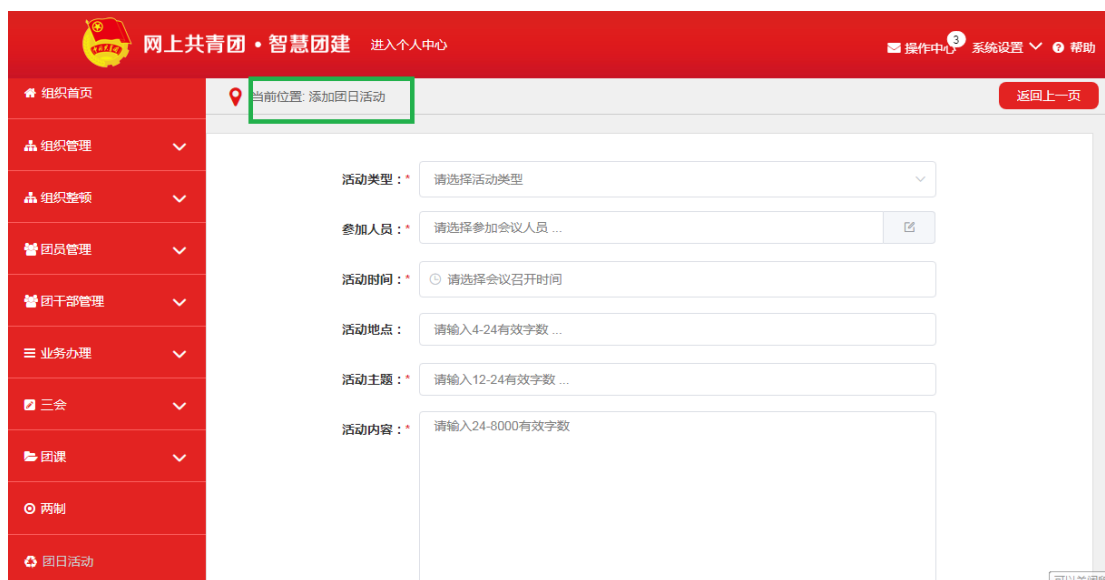 网上共青团·智慧团建 进入个人中心 操作中心 3 系统设置 帮助
组织首页
当前位置: 添加团日活动 返回上一页
组织管理
活动类型：* 请选择活动类型
组织整顿
参加人员：* 请选择参加会议人员 ...
团员管理
活动时间：* 请选择会议召开时间
团干部管理
活动地点： 请输入4-24有效字数 ...
业务办理
活动主题：* 请输入12-24有效字数 ...
三会
活动内容：* 请输入24-8000有效字数
团课
两制
团日活动